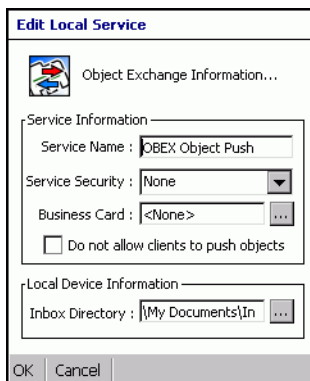 Edit Local Service
Object Exchange Information...
Service Information
Service Name : OBEX Object Push
Service Security : None
Business Card : <None> ...
Do not allow clients to push objects
Local Device Information
Inbox Directory : \My Documents\In ...
OK Cancel